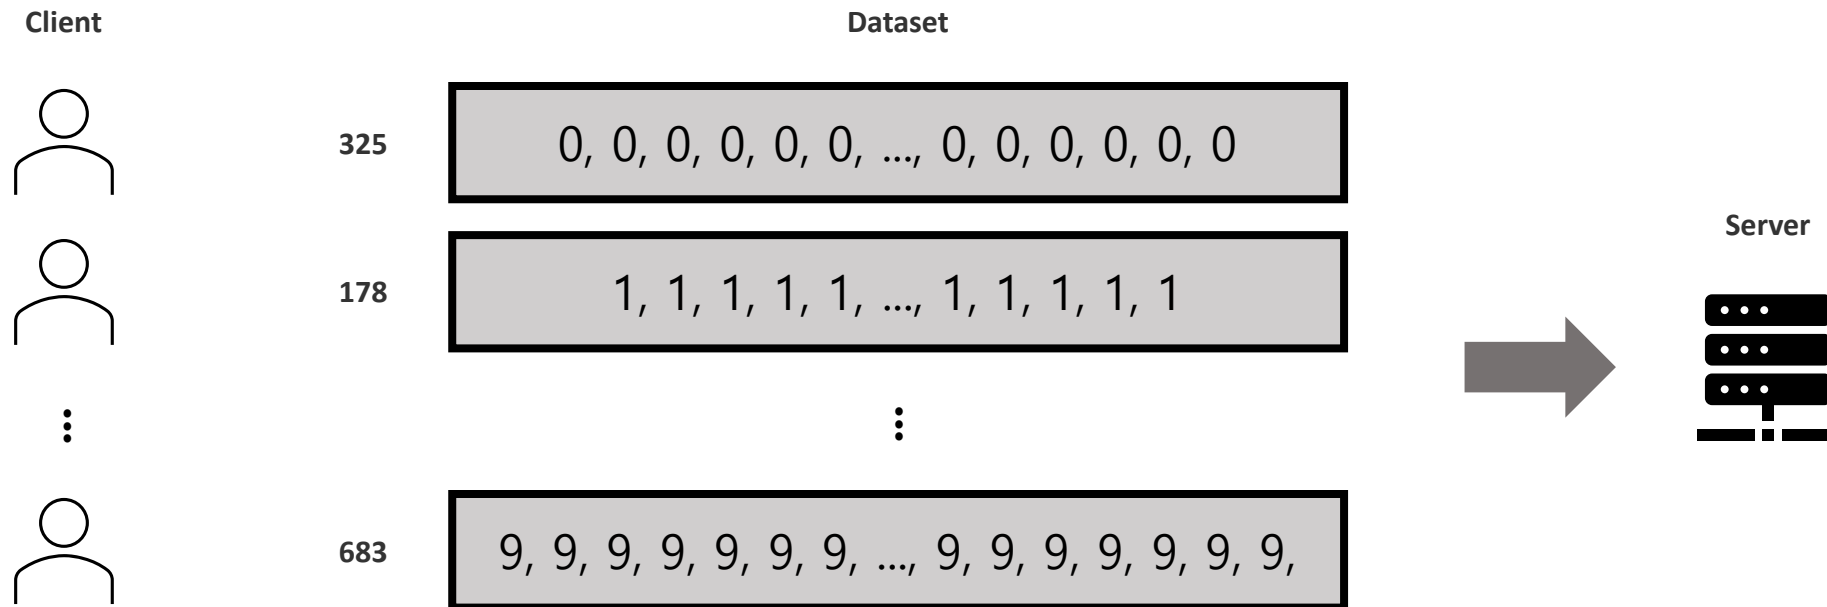 Client
Dataset
325
0, 0, 0, 0, 0, 0, ..., 0, 0, 0, 0, 0, 0
Server
178
1, 1, 1, 1, 1, ..., 1, 1, 1, 1, 1
683
9, 9, 9, 9, 9, 9, 9, ..., 9, 9, 9, 9, 9, 9, 9,